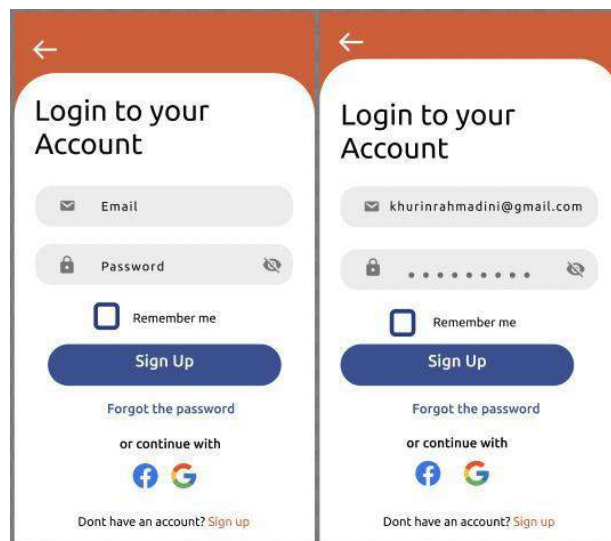 Login to your
Account
Email
Password
Remember me
Sign Up
Forgot the password
or continue with
Dont have an account? Sign up
Login to your
Account
khurinrahmadini@gmail.com
Remember me
Sign Up
Forgot the password
or continue with
Dont have an account? Sign up